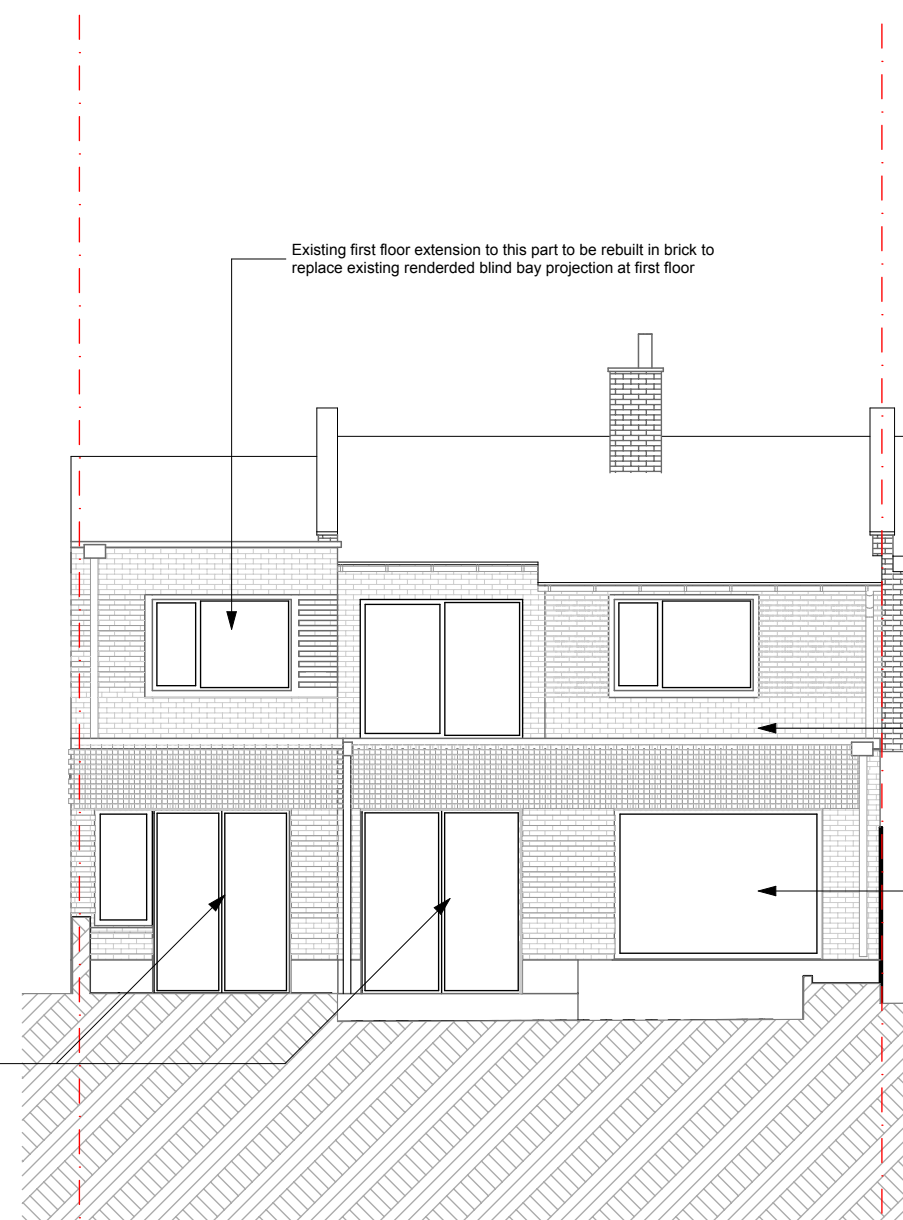 Existing first floor extension to this part to be rebuilt in brick to
replace existing renderded blind bay projection at first floor